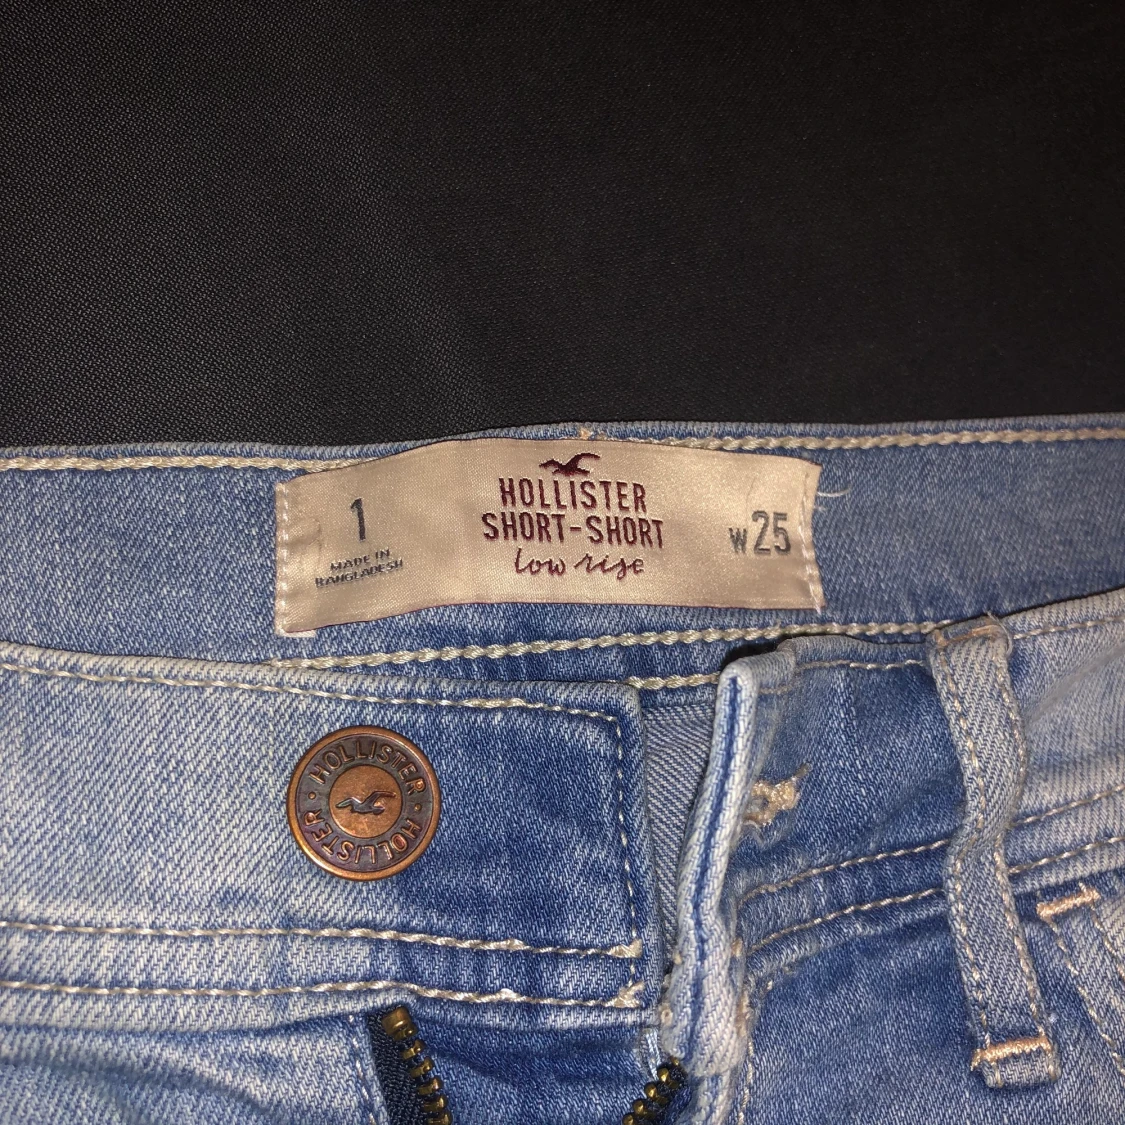 1
MADE IN
BANGLADESH
HOLLISTER
SHORT-SHORT
low rise
W25
HOLLISTER · HOLLISTER ·